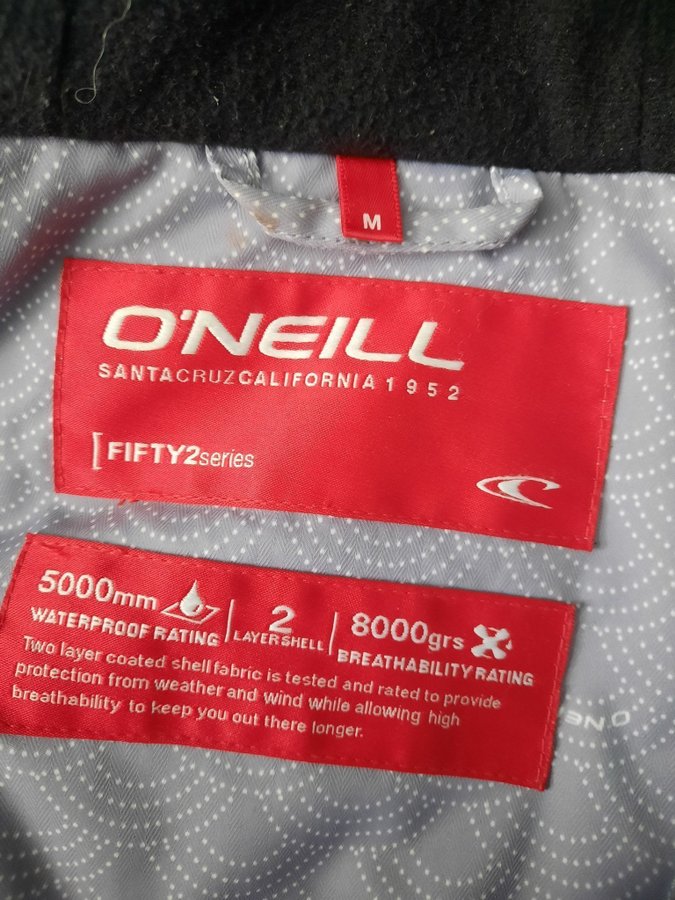 M
O'NEILL
SANTACRUZCALIFORNIA 1952
[FIFTY2series
5000mm
WATERPROOF RATING
2
LAYERSHELL
8000grs
BREATHABILITY RATING
Two layer coated shell fabric is tested and rated to provide
protection from weather and wind while allowing high
breathability to keep you out there longer.